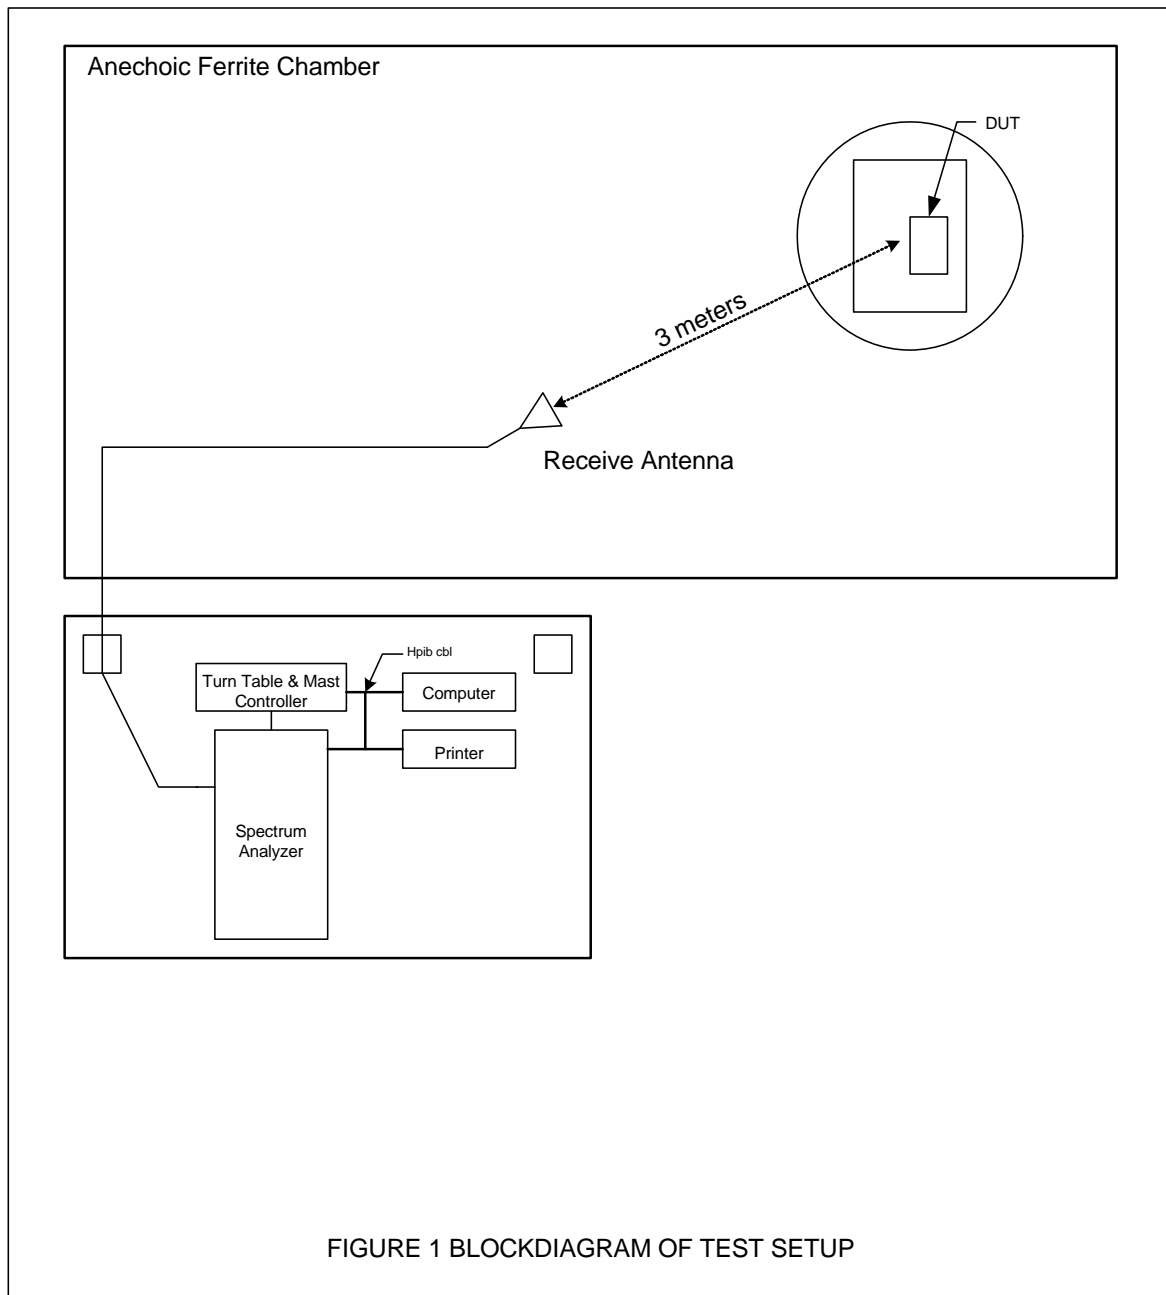 Anechoic Ferrite Chamber
DUT
3 meters
Receive Antenna
Hpib cbl
Turn Table & Mast
Controller
Computer
Printer
Spectrum
Analyzer
FIGURE 1 BLOCKDIAGRAM OF TEST SETUP